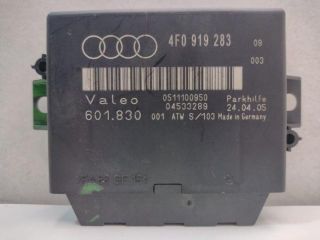 4F0 919 283 09
003
Valeo 0511100950 Parkhilfe
04533289 24.04.05
601.830 001 ATW S/103 Made in Germany